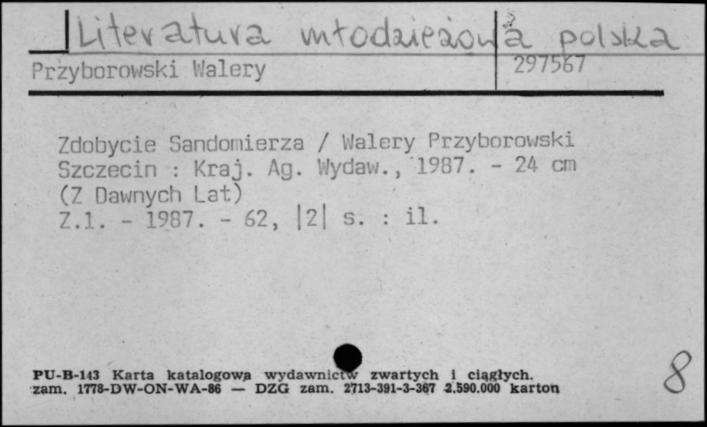 Literatura młodzieżowa polska
Przyborowski Walery 297567
Zdobycie Sandomierza / Walery Przyborowski
Szczecin : Kraj. Ag. Wydaw., 1987. - 24 cm
(Z Dawnych Lat)
Z.1. - 1987. - 62, |2| s. : il.
PU-B-143 Karta katalogowa wydawnictw zwartych i ciągłych.
zam. 1778-DW-ON-WA-86 — DZG zam. 2713-391-3-367 2.590.000 karton
8